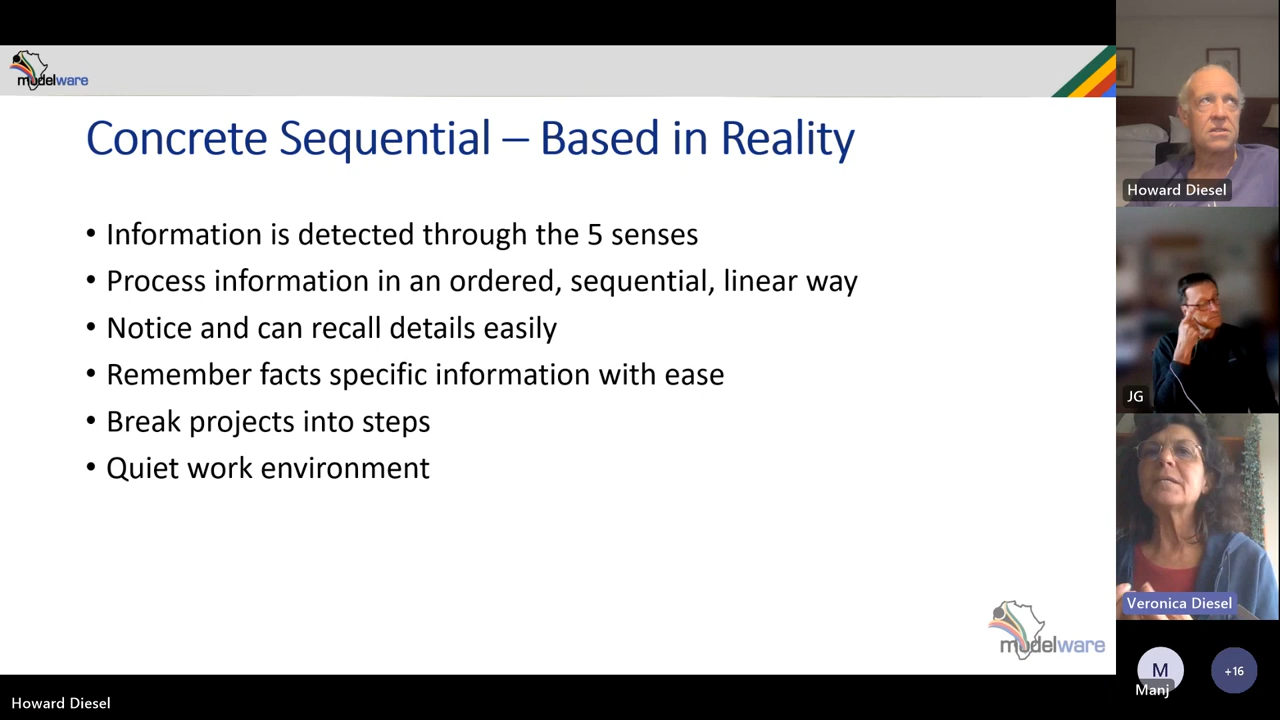 modelware
Concrete Sequential – Based in Reality
• Information is detected through the 5 senses
• Process information in an ordered, sequential, linear way
• Notice and can recall details easily
• Remember facts specific information with ease
• Break projects into steps
• Quiet work environment
modelware
Howard Diesel
Howard Diesel
JG
Veronica Diesel
M
Manj
+16